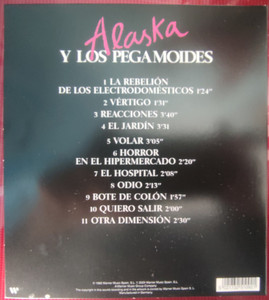 Alaska
Y LOS PEGAMOIDES
1 LA REBELIÓN
DE LOS ELECTRODOMÉSTICOS 1'24"
2 VÉRTIGO 1'31"
3 REACCIONES 3'40"
4 EL JARDÍN 3'31
5 VOLAR 3'05"
6 HORROR
EN EL HIPERMERCADO 2'20"
7 EL HOSPITAL 2'08"
8 ODIO 2'13"
9 BOTE DE COLÓN 1'57"
10 QUIERO SALIR 2'00"
11 OTRA DIMENSIÓN 2'30"